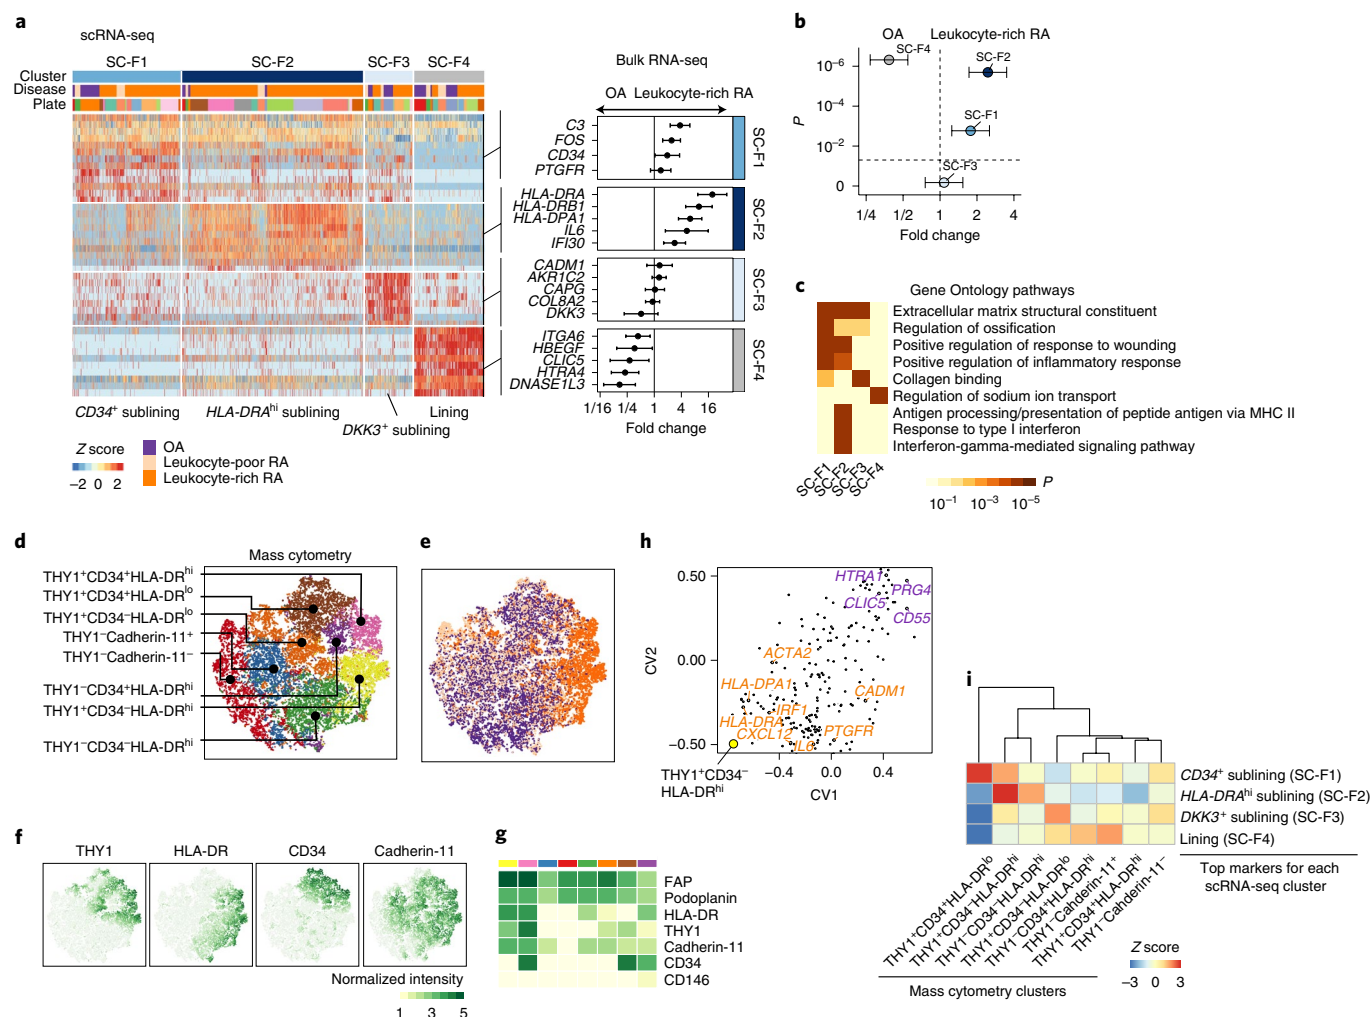 a
scRNA-seq
SC-F1 SC-F2 SC-F3 SC-F4
Cluster
Disease
Plate
CD34+ sublining HLA-DRAhi sublining Lining
DKK3+ sublining
Z score
−2 0 2
OA
Leukocyte-poor RA
Leukocyte-rich RA
Bulk RNA-seq
OA Leukocyte-rich RA
C3
FOS
CD34
PTGFR
SC-F1
HLA-DRA
HLA-DRB1
HLA-DPA1
IL6
IFI30
SC-F2
CADM1
AKR1C2
CAPG
COL8A2
DKK3
SC-F3
ITGA6
HBEGF
CLIC5
HTRA4
DNASE1L3
SC-F4
1/16 1/4 1 4 16
Fold change
b
OA Leukocyte-rich RA
SC-F4
SC-F2
SC-F1
SC-F3
P
10−6
10−4
10−2
0
1/4 1/2 1 2 4
Fold change
c
Gene Ontology pathways
Extracellular matrix structural constituent
Regulation of ossification
Positive regulation of response to wounding
Positive regulation of inflammatory response
Collagen binding
Regulation of sodium ion transport
Antigen processing/presentation of peptide antigen via MHC II
Response to type I interferon
Interferon-gamma-mediated signaling pathway
SC-F1 SC-F2 SC-F3 SC-F4
P
10−1 10−3 10−5
d
Mass cytometry
THY1+CD34+HLA-DRhi
THY1+CD34+HLA-DRlo
THY1+CD34−HLA-DRlo
THY1−Cadherin-11+
THY1−Cadherin-11−
THY1−CD34+HLA-DRhi
THY1+CD34−HLA-DRhi
THY1−CD34−HLA-DRhi
e
f
THY1 HLA-DR CD34 Cadherin-11
Normalized intensity
1 3 5
g
FAP
Podoplanin
HLA-DR
THY1
Cadherin-11
CD34
CD146
h
CV2
0.50
0.00
−0.50
HTRA1
PRG4
CLIC5
CD55
ACTA2
HLA-DPA1
CADM1
IRF1
HLA-DRA
CXCL12
PTGFR
IL6
THY1+CD34−
HLA-DRhi
−0.4 0.0 0.4
CV1
i
CD34+ sublining (SC-F1)
HLA-DRAhi sublining (SC-F2)
DKK3+ sublining (SC-F3)
Lining (SC-F4)
Top markers for each
scRNA-seq cluster
THY1+CD34+HLA-DRlo
THY1+CD34−HLA-DRhi
THY1−CD34−HLA-DRhi
THY1+CD34−HLA-DRlo
THY1−CD34+HLA-DRhi
THY1−Cahderin-11+
THY1+CD34+HLA-DRhi
THY1−Cahderin-11−
Mass cytometry clusters
Z score
−3 0 3